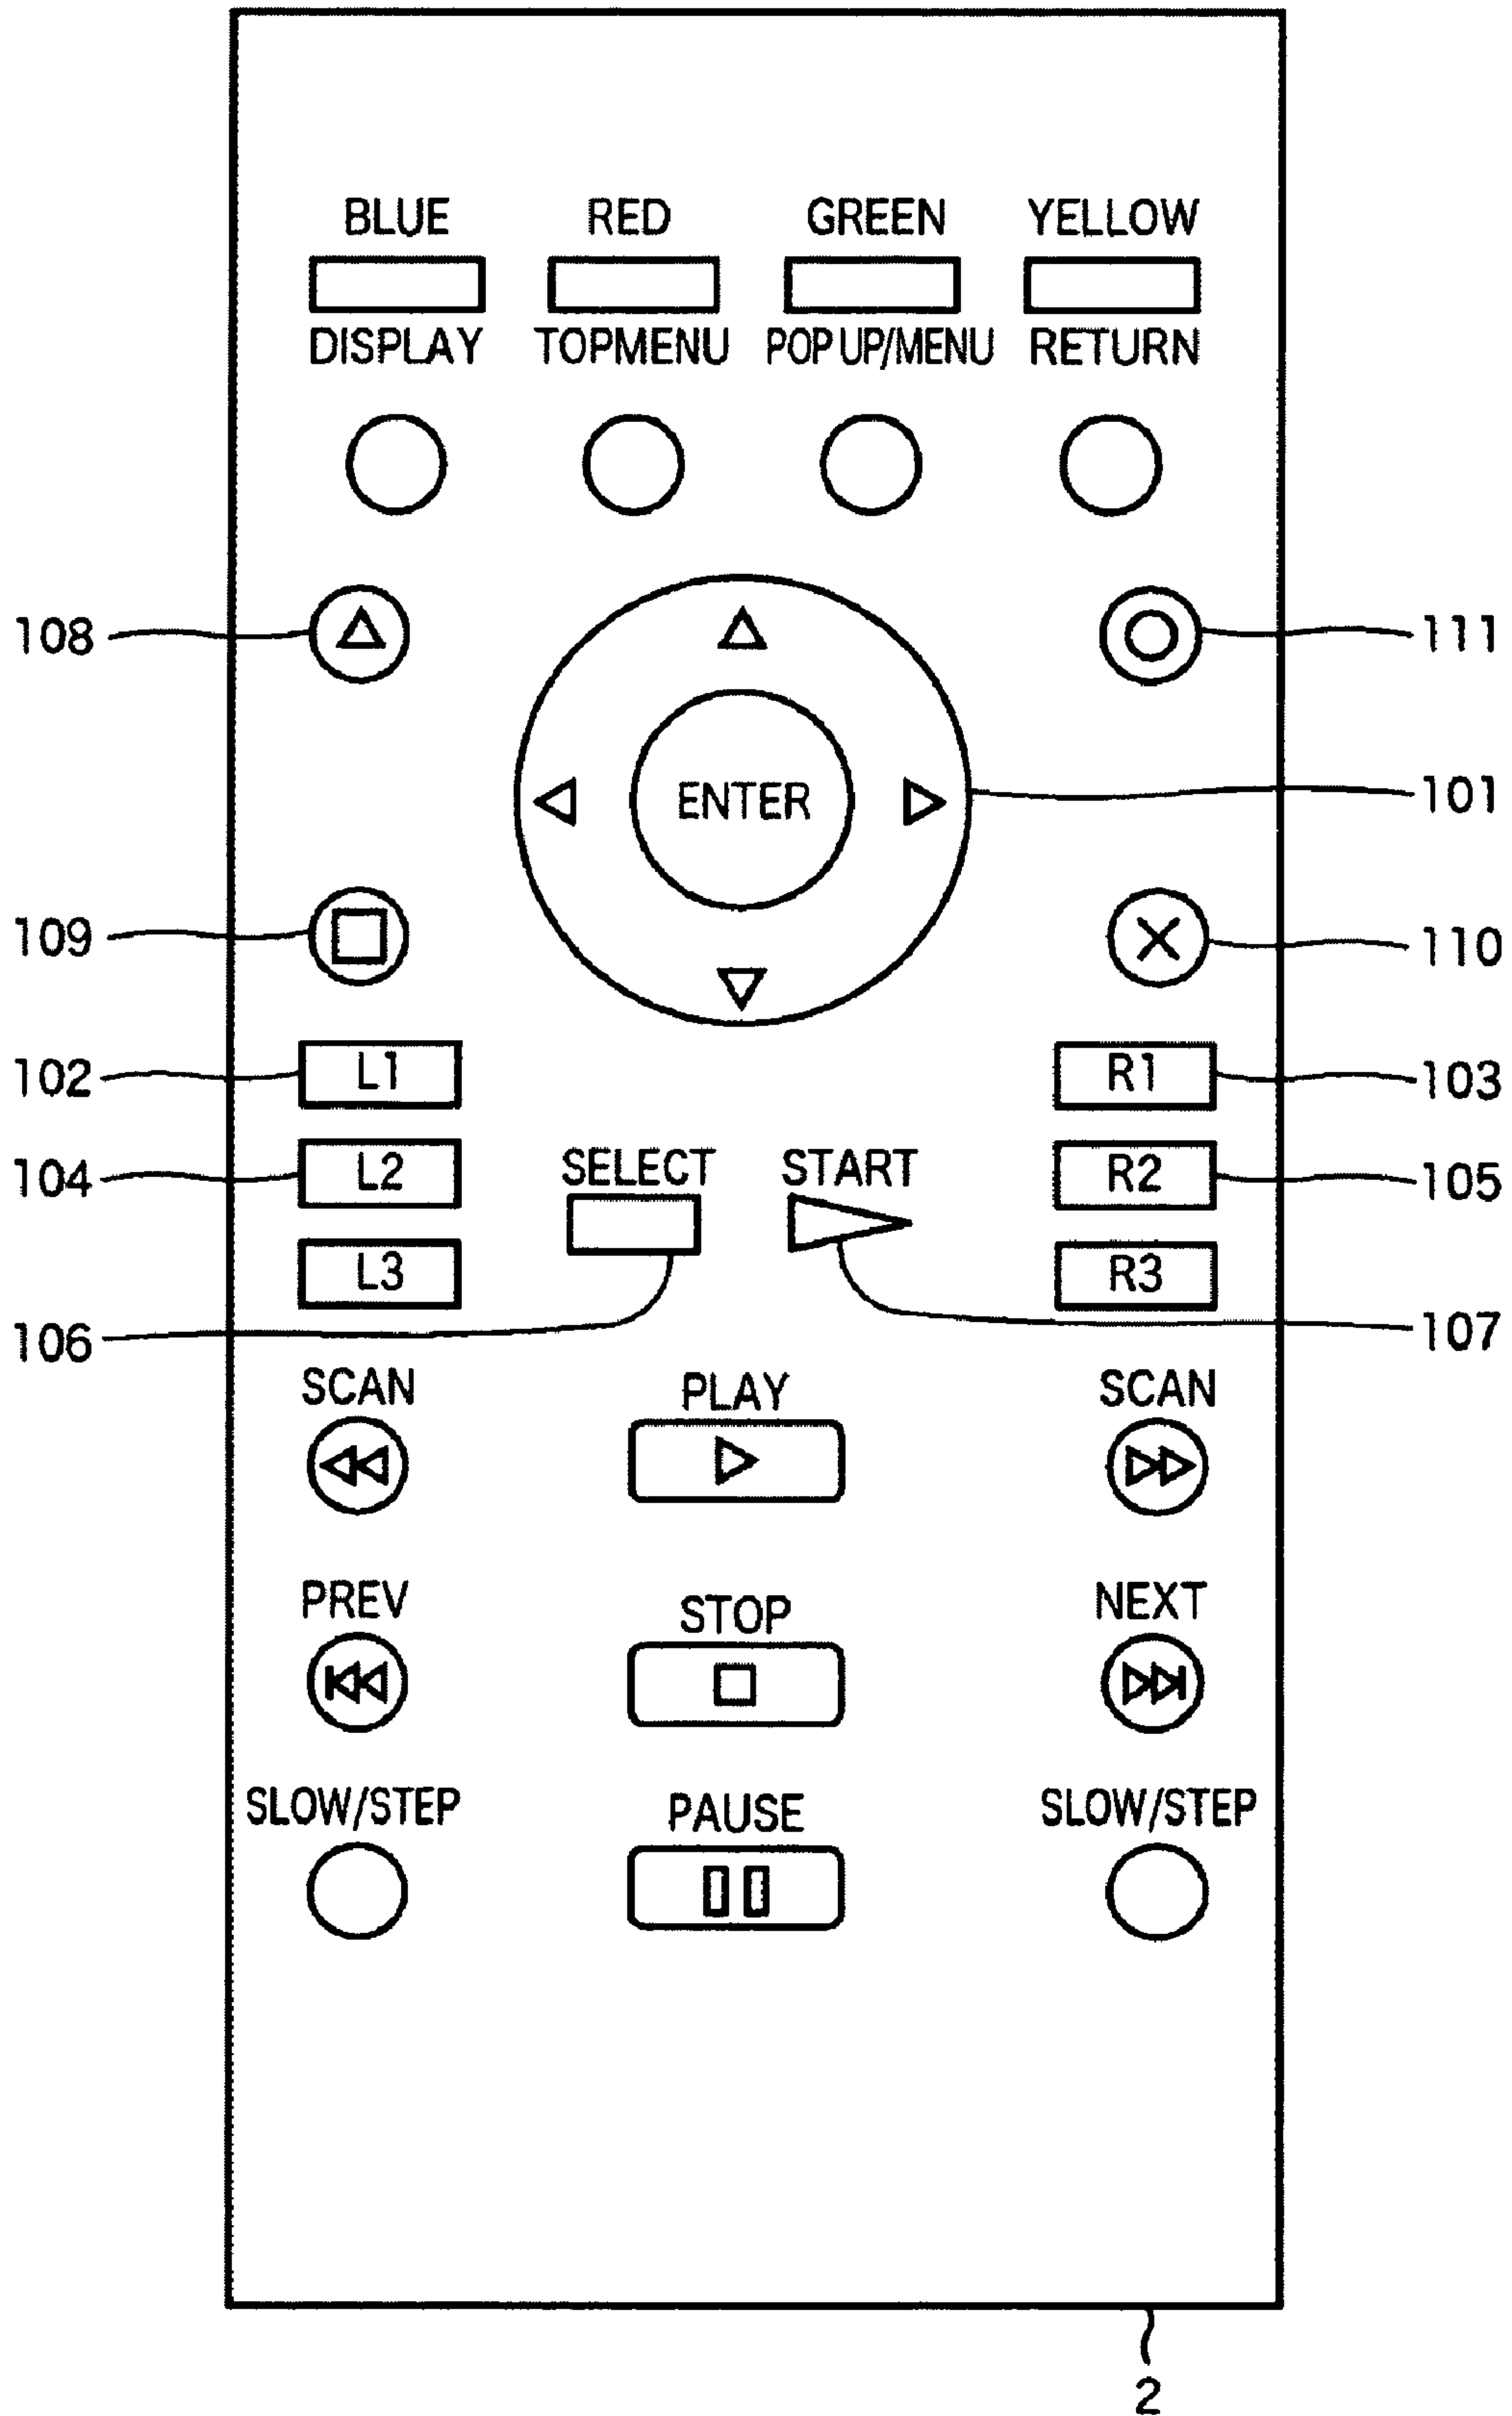 BLUE RED GREEN YELLOW
DISPLAY TOPMENU POP UP/MENU RETURN
108 111
ENTER 101
109 110
102 L1 R1 103
104 L2 SELECT START R2 105
L3 R3
106 107
SCAN PLAY SCAN
PREV STOP NEXT
SLOW/STEP PAUSE SLOW/STEP
2